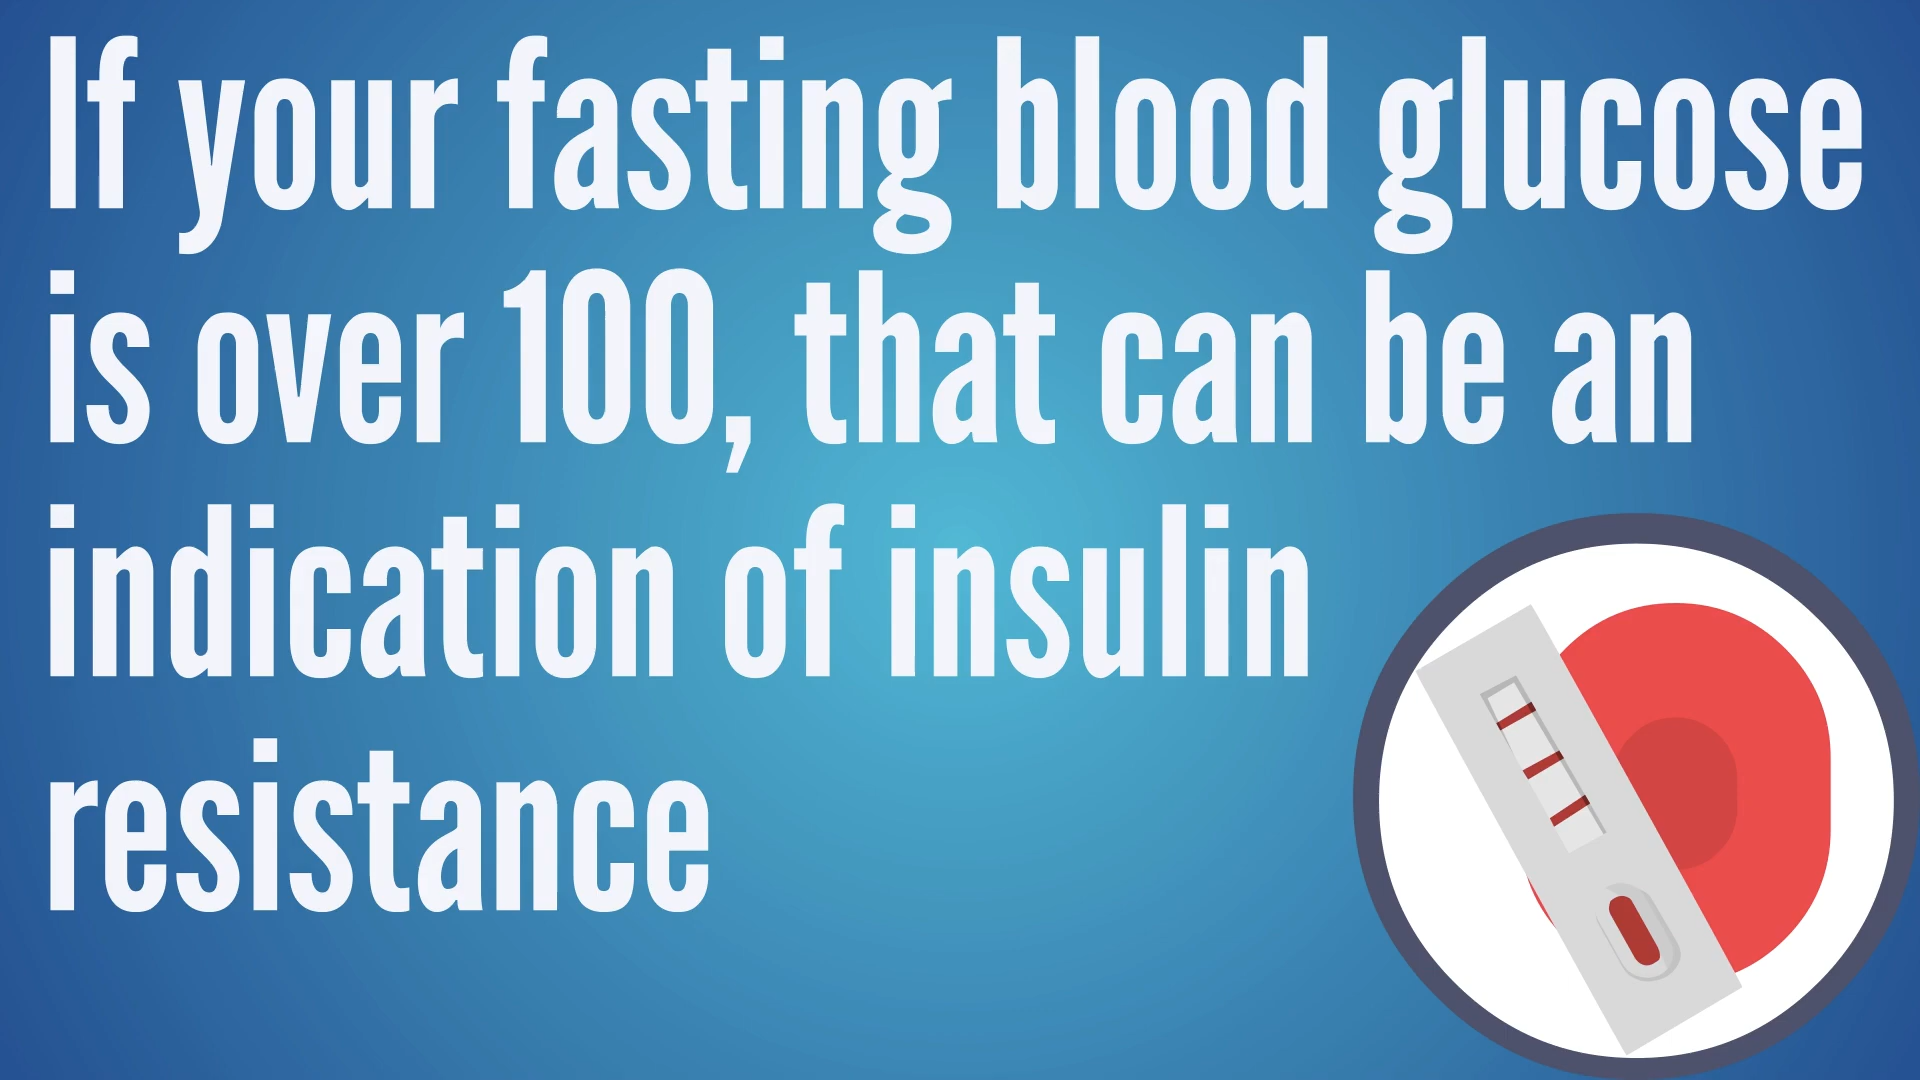 If your fasting blood glucose
is over 100, that can be an
indication of insulin
resistance